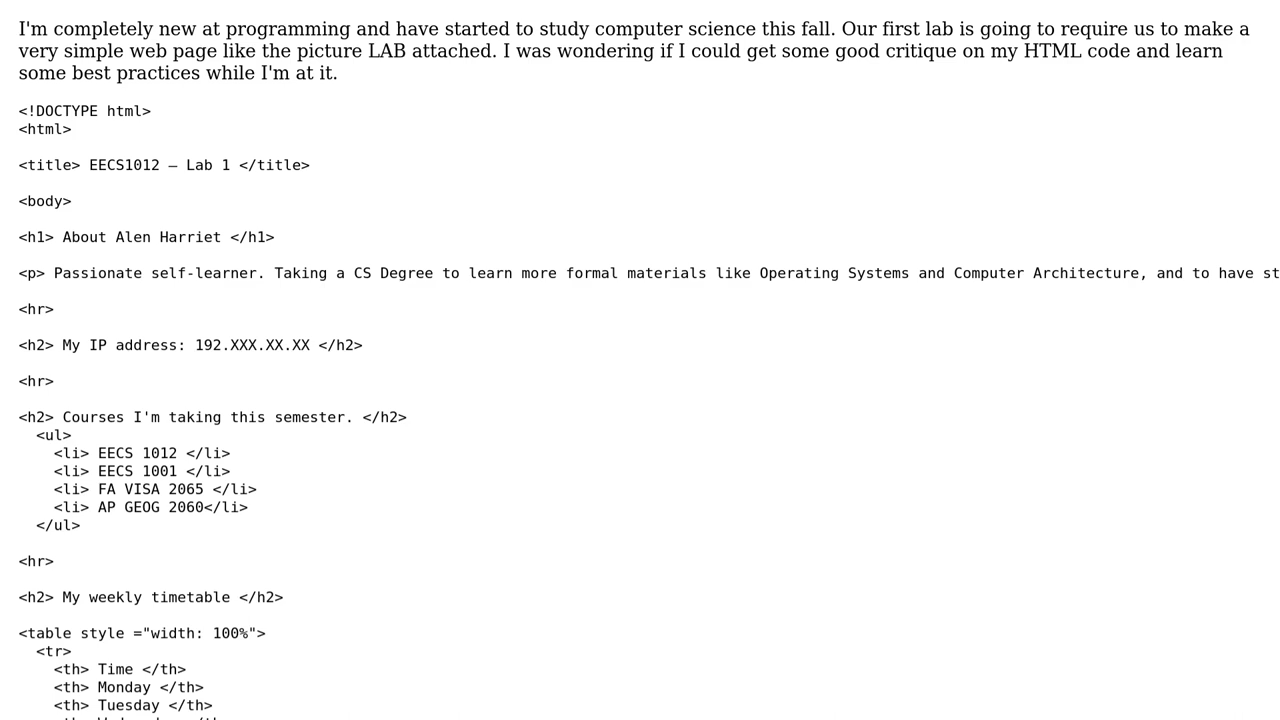 I'm completely new at programming and have started to study computer science this fall. Our first lab is going to require us to make a
very simple web page like the picture LAB attached. I was wondering if I could get some good critique on my HTML code and learn
some best practices while I'm at it.
<!DOCTYPE html>
<html>
<title> EECS1012 – Lab 1 </title>
<body>
<h1> About Alen Harriet </h1>
<p> Passionate self-learner. Taking a CS Degree to learn more formal materials like Operating Systems and Computer Architecture, and to have st
<hr>
<h2> My IP address: 192.XXX.XX.XX </h2>
<hr>
<h2> Courses I'm taking this semester. </h2>
<ul>
<li> EECS 1012 </li>
<li> EECS 1001 </li>
<li> FA VISA 2065 </li>
<li> AP GEOG 2060</li>
</ul>
<hr>
<h2> My weekly timetable </h2>
<table style ="width: 100%">
<tr>
<th> Time </th>
<th> Monday </th>
<th> Tuesday </th>